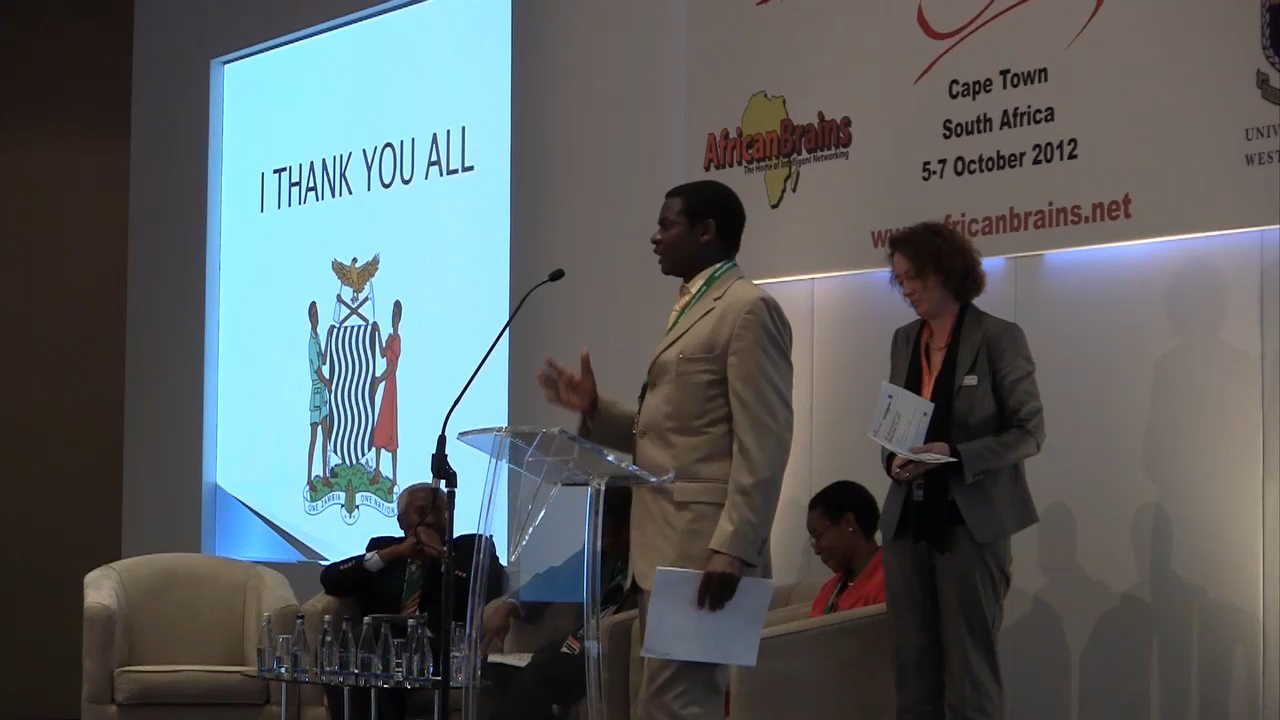 I THANK YOU ALL
ONE ZAMBIA ONE NATION
AfricanBrains
The Home of Intelligent Networking
Cape Town
South Africa
5-7 October 2012
africanbrains.net
UNIV
WEST